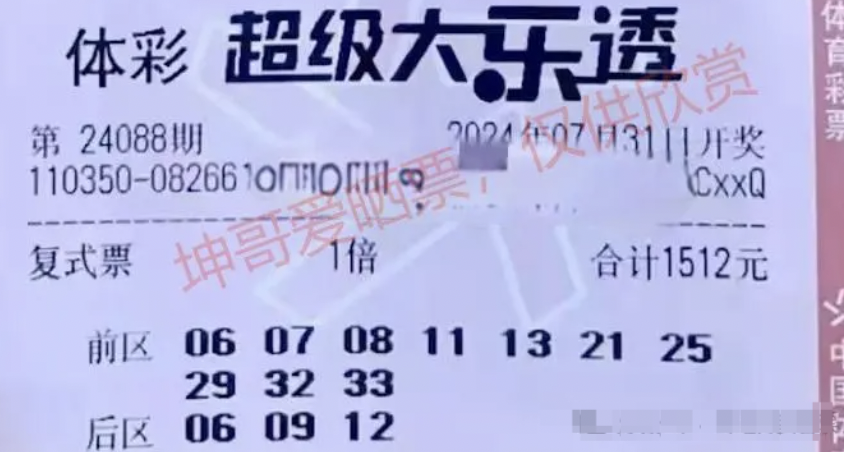 体彩 超级大乐透
第 24088期 2024年07月31日开奖
110350-08266 CxxQ
坤哥爱晒票,仅供欣赏
复式票 1倍 合计1512元
前区 06 07 08 11 13 21 25
29 32 33
后区 06 09 12
体育彩票
中国